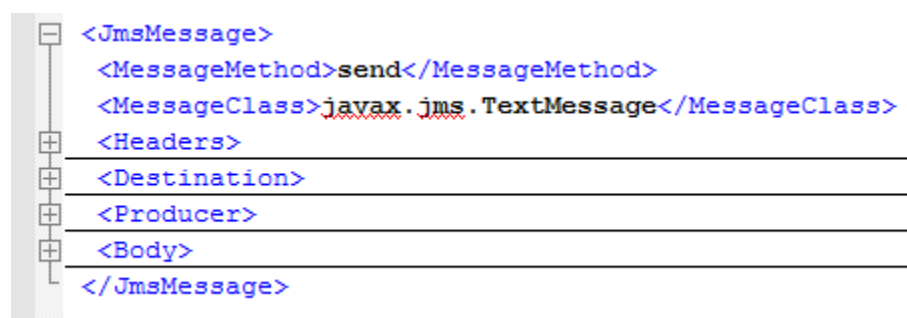 <JmsMessage>
<MessageMethod>send</MessageMethod>
<MessageClass>javax.jms.TextMessage</MessageClass>
<Headers>
<Destination>
<Producer>
<Body>
</JmsMessage>